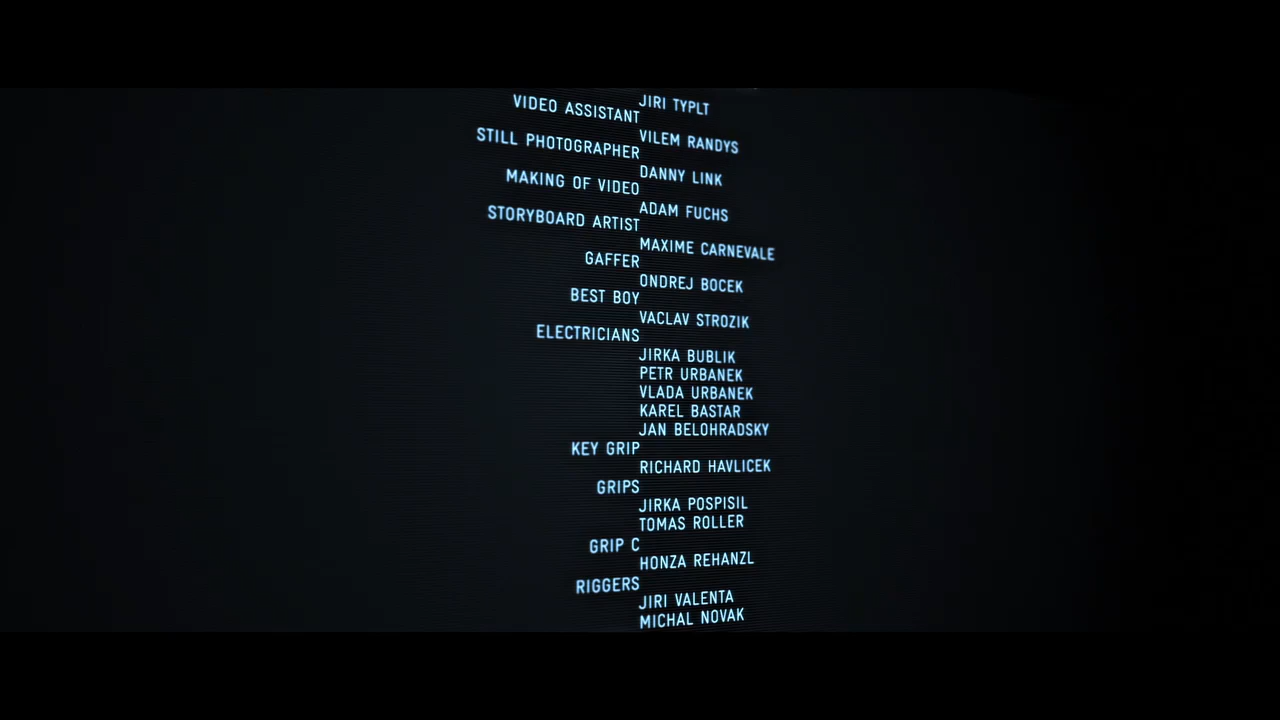 JIRI TYPLT
VIDEO ASSISTANT
VILEM RANDYS
STILL PHOTOGRAPHER
DANNY LINK
MAKING OF VIDEO
ADAM FUCHS
STORYBOARD ARTIST
MAXIME CARNEVALE
GAFFER
ONDREJ BOCEK
BEST BOY
VACLAV STROZIK
ELECTRICIANS
JIRKA BUBLIK
PETR URBANEK
VLADA URBANEK
KAREL BASTAR
JAN BELOHRADSKY
KEY GRIP
RICHARD HAVLICEK
GRIPS
JIRKA POSPISIL
TOMAS ROLLER
GRIP C
HONZA REHANZL
RIGGERS
JIRI VALENTA
MICHAL NOVAK